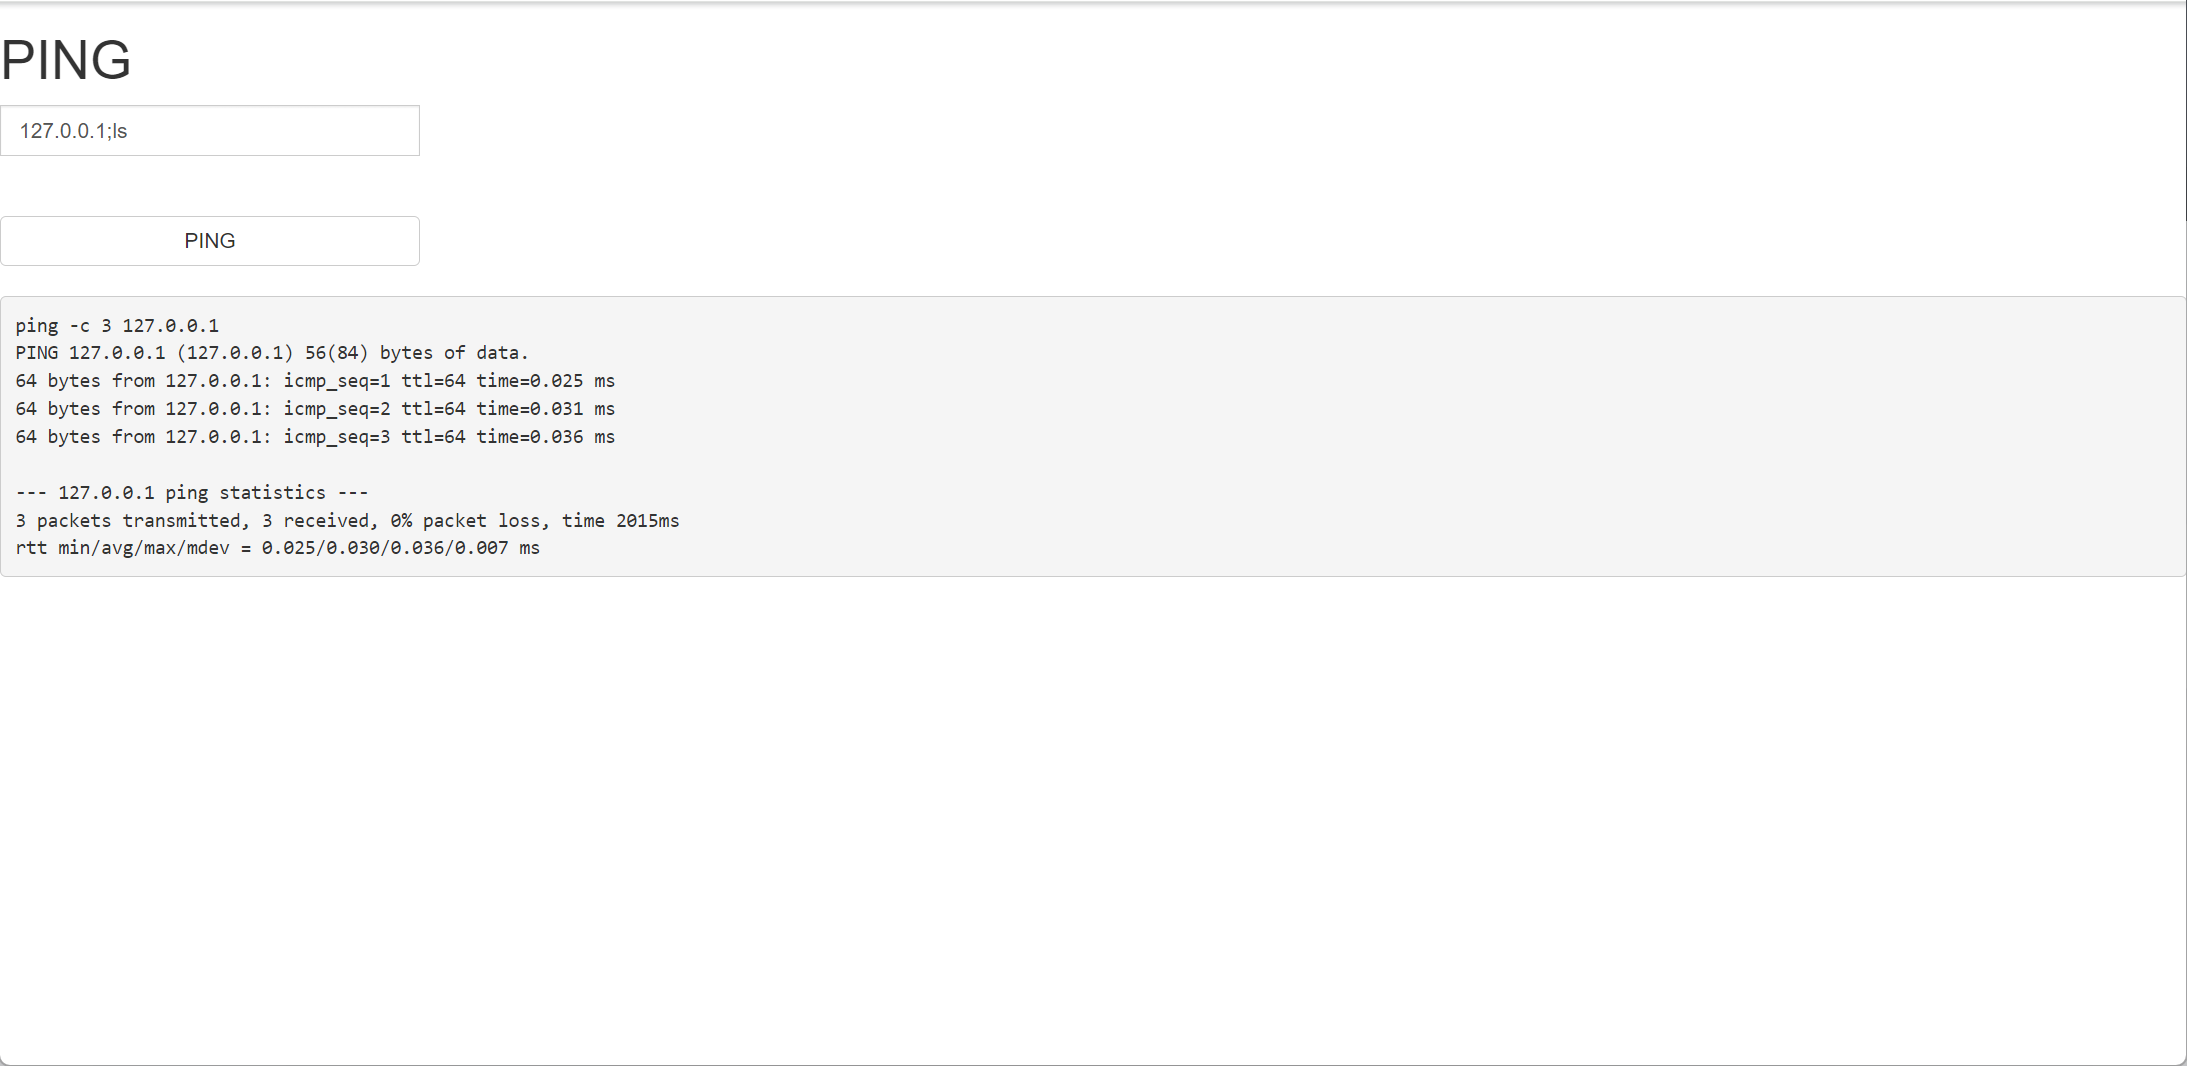 PING
127.0.0.1;ls
PING
ping -c 3 127.0.0.1
PING 127.0.0.1 (127.0.0.1) 56(84) bytes of data.
64 bytes from 127.0.0.1: icmp_seq=1 ttl=64 time=0.025 ms
64 bytes from 127.0.0.1: icmp_seq=2 ttl=64 time=0.031 ms
64 bytes from 127.0.0.1: icmp_seq=3 ttl=64 time=0.036 ms
--- 127.0.0.1 ping statistics ---
3 packets transmitted, 3 received, 0% packet loss, time 2015ms
rtt min/avg/max/mdev = 0.025/0.030/0.036/0.007 ms